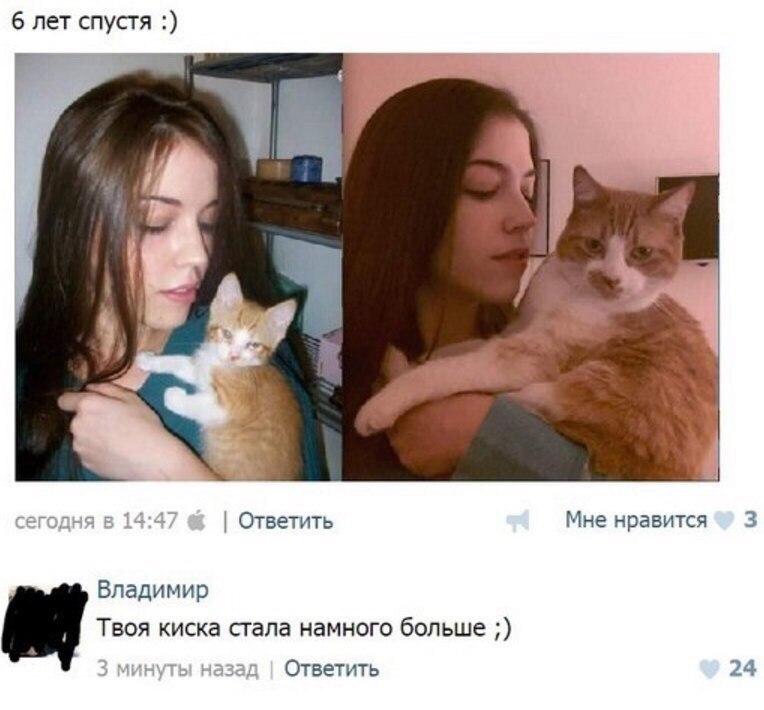 6 лет спустя :)
сегодня в 14:47 | Ответить Мне нравится 3
Владимир
Твоя киска стала намного больше ;)
3 минуты назад | Ответить 24